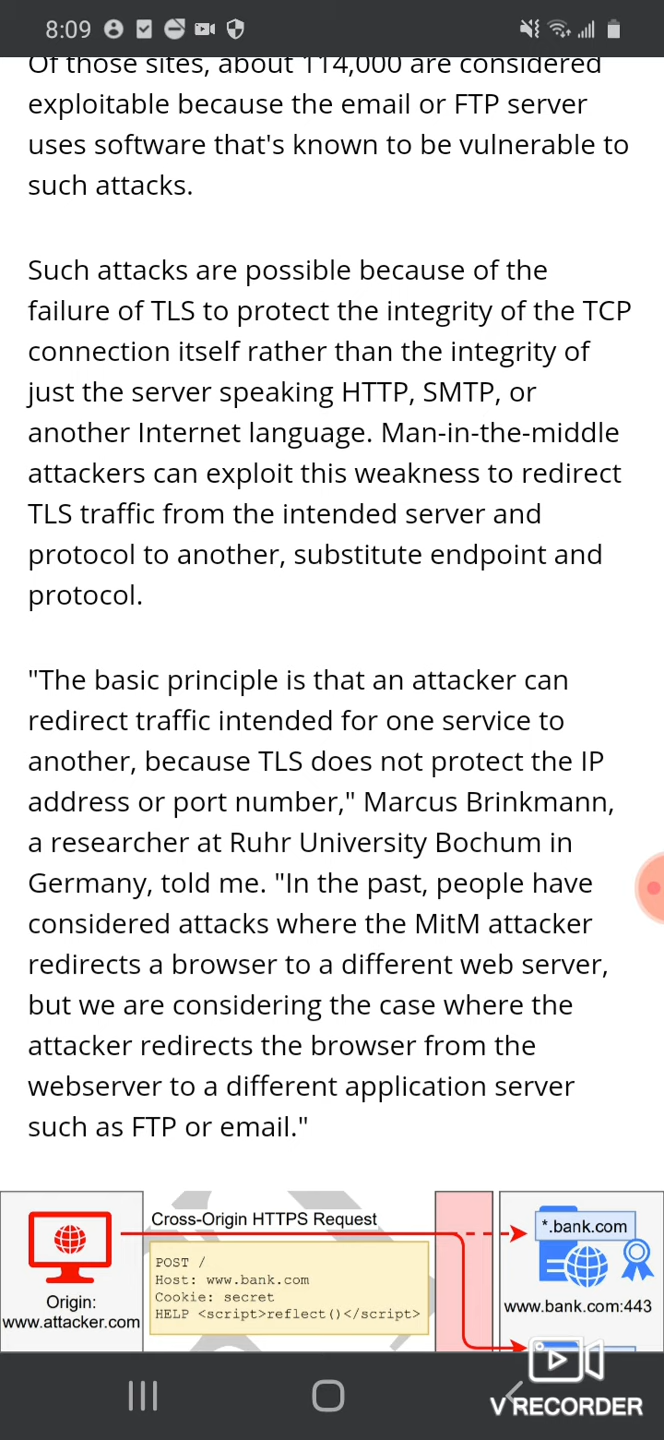 8:09
Of those sites, about 114,000 are considered
exploitable because the email or FTP server
uses software that's known to be vulnerable to
such attacks.
Such attacks are possible because of the
failure of TLS to protect the integrity of the TCP
connection itself rather than the integrity of
just the server speaking HTTP, SMTP, or
another Internet language. Man-in-the-middle
attackers can exploit this weakness to redirect
TLS traffic from the intended server and
protocol to another, substitute endpoint and
protocol.
"The basic principle is that an attacker can
redirect traffic intended for one service to
another, because TLS does not protect the IP
address or port number," Marcus Brinkmann,
a researcher at Ruhr University Bochum in
Germany, told me. "In the past, people have
considered attacks where the MitM attacker
redirects a browser to a different web server,
but we are considering the case where the
attacker redirects the browser from the
webserver to a different application server
such as FTP or email."
Cross-Origin HTTPS Request
*.bank.com
POST /
Host: www.bank.com
Cookie: secret
HELP <script>reflect()</script>
Origin:
www.attacker.com
www.bank.com:443
V RECORDER